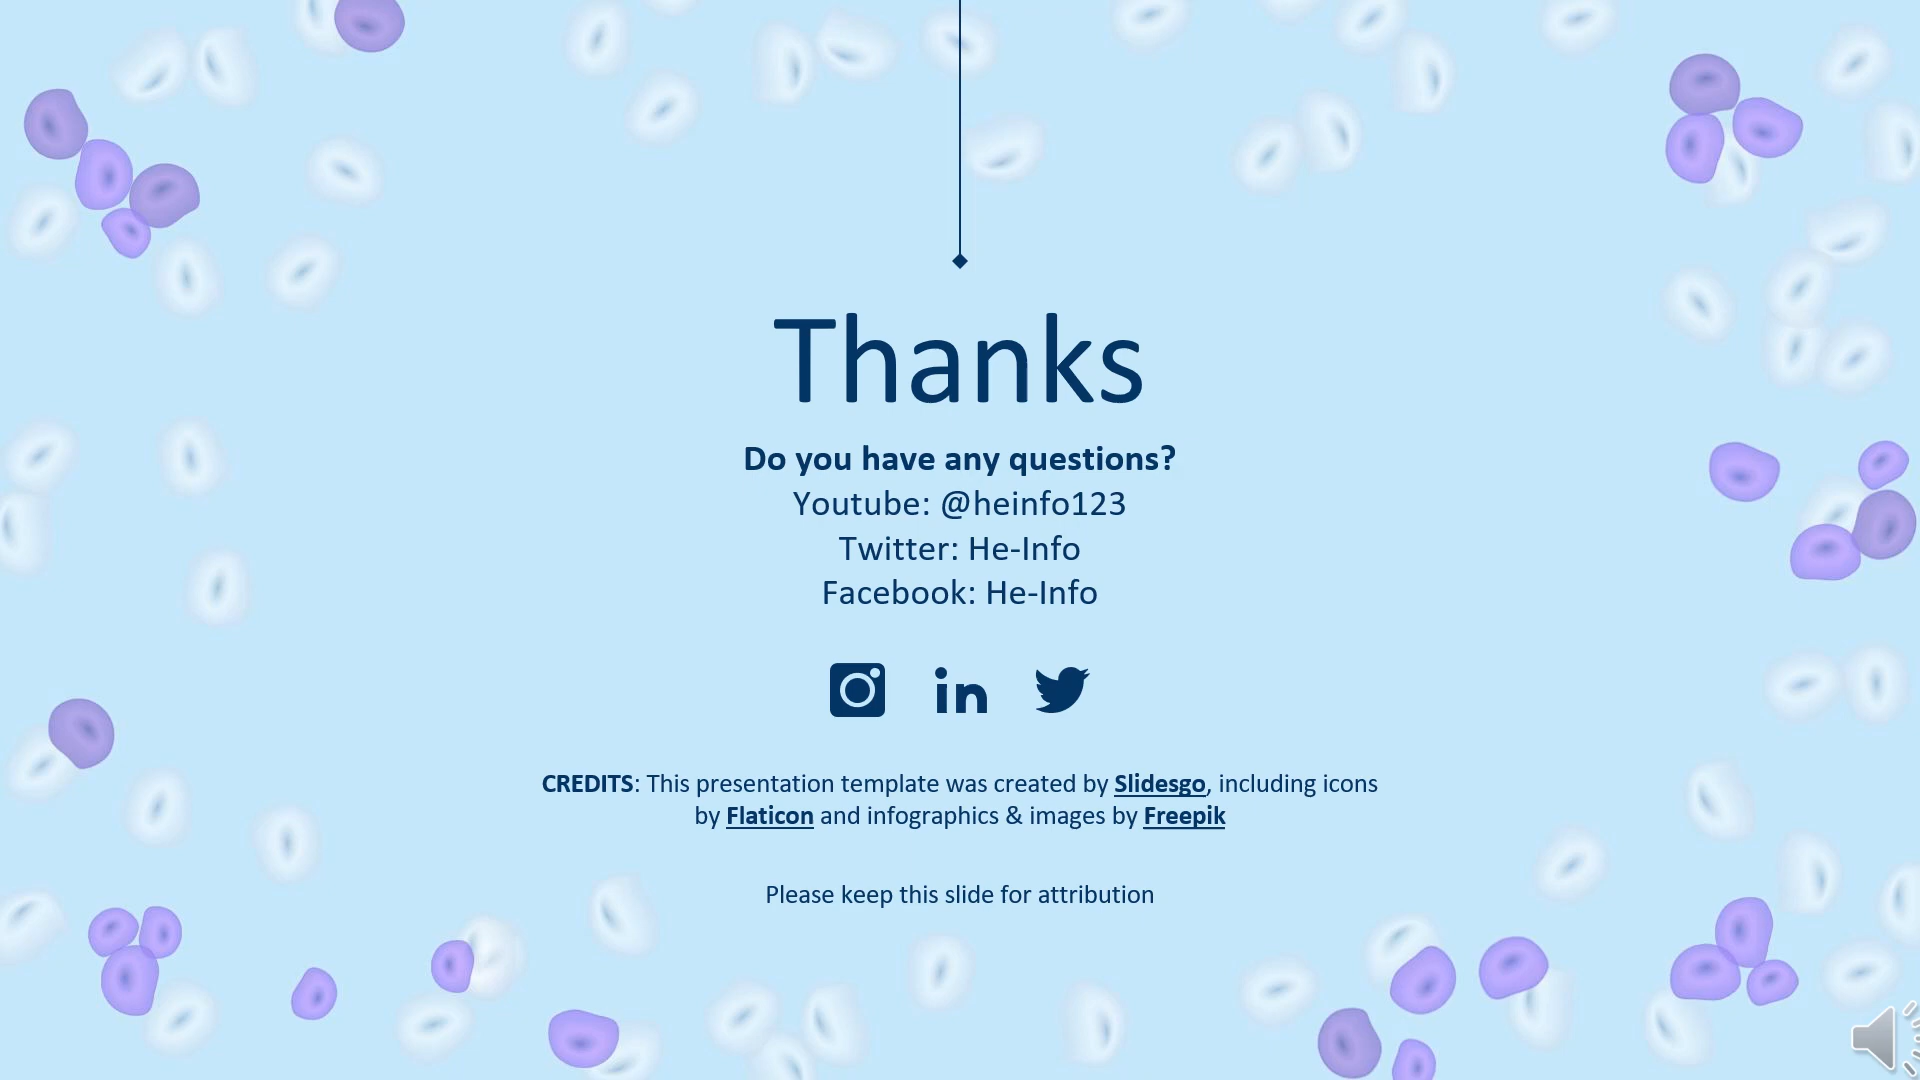 Thanks
Do you have any questions?
Youtube: @heinfo123
Twitter: He-Info
Facebook: He-Info
in
CREDITS: This presentation template was created by Slidesgo, including icons
by Flaticon and infographics & images by Freepik
Please keep this slide for attribution